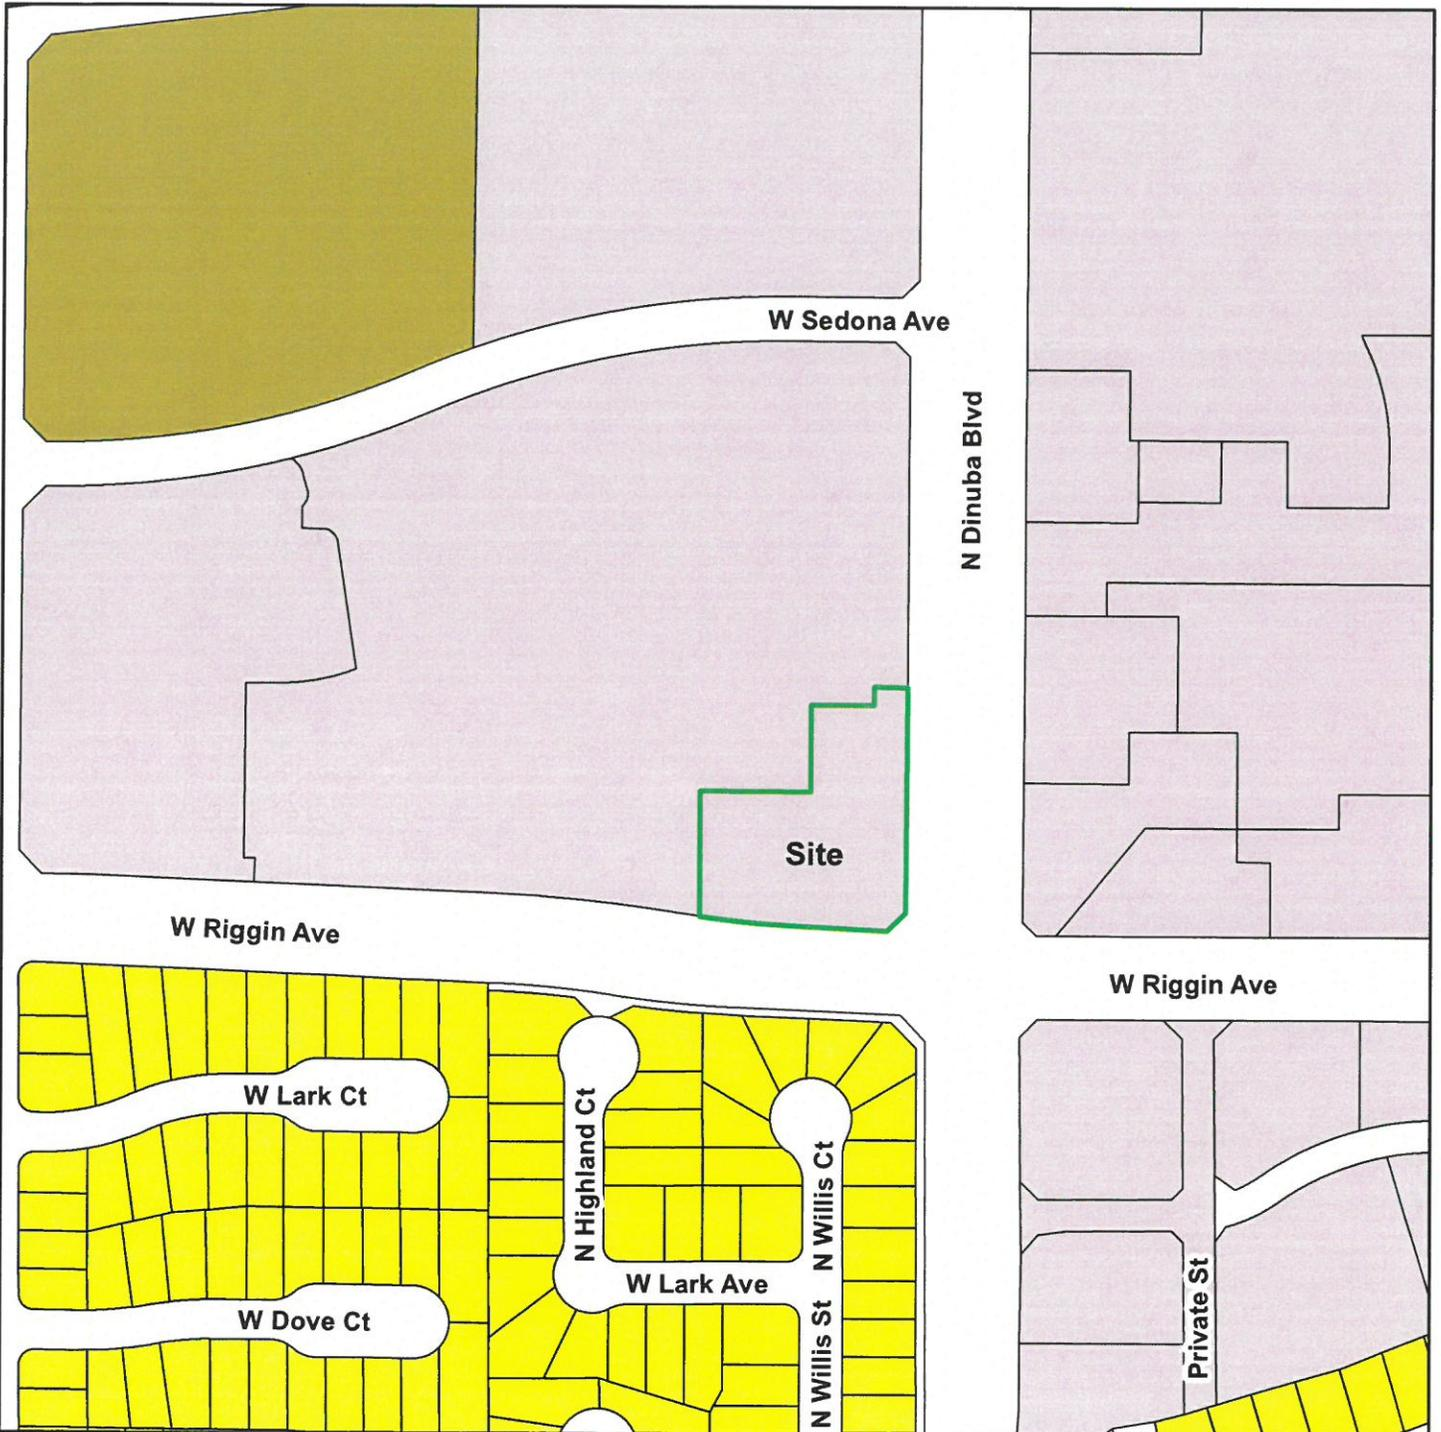 W Sedona Ave
N Dinuba Blvd
Site
W Riggin Ave
W Riggin Ave
W Lark Ct
N Highland Ct
N Willis Ct
W Lark Ave
W Dove Ct
N Willis St
Private St